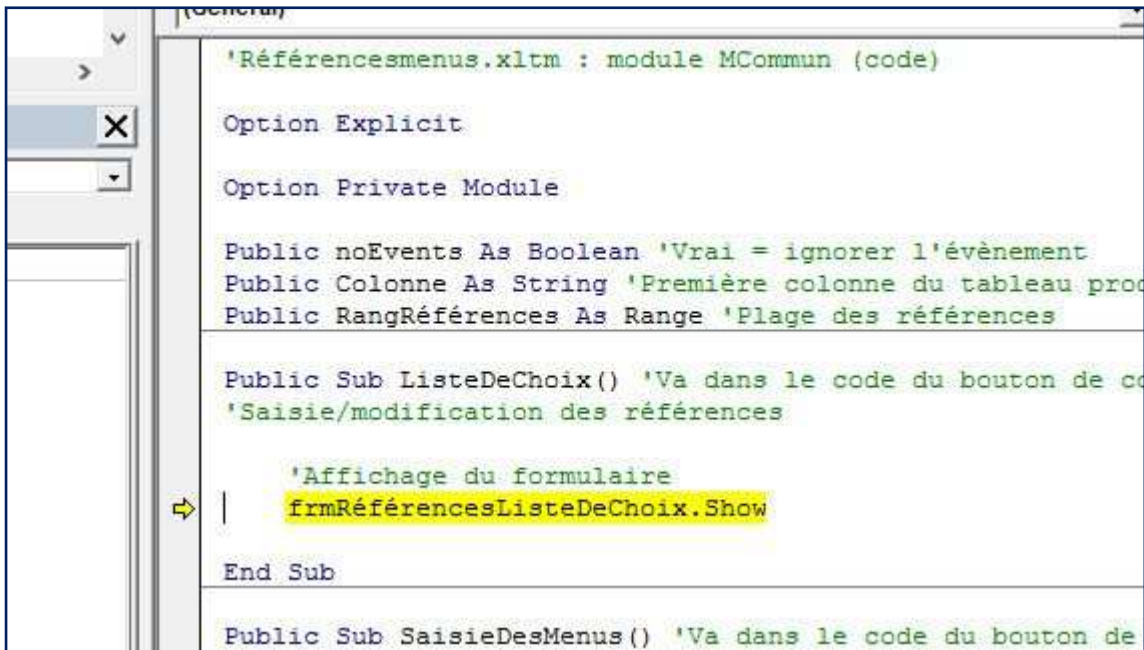 (General)
'Référencesmenus.xltm : module MCommun (code)
Option Explicit
Option Private Module
Public noEvents As Boolean 'Vrai = ignorer l'évènement
Public Colonne As String 'Première colonne du tableau
Public RangRéférences As Range 'Plage des références
Public Sub ListeDeChoix() 'Va dans le code du bouton de
'Saisie/modification des références
'Affichage du formulaire
frmRéférencesListeDeChoix.Show
End Sub
Public Sub SaisieDesMenus() 'Va dans le code du bouton de